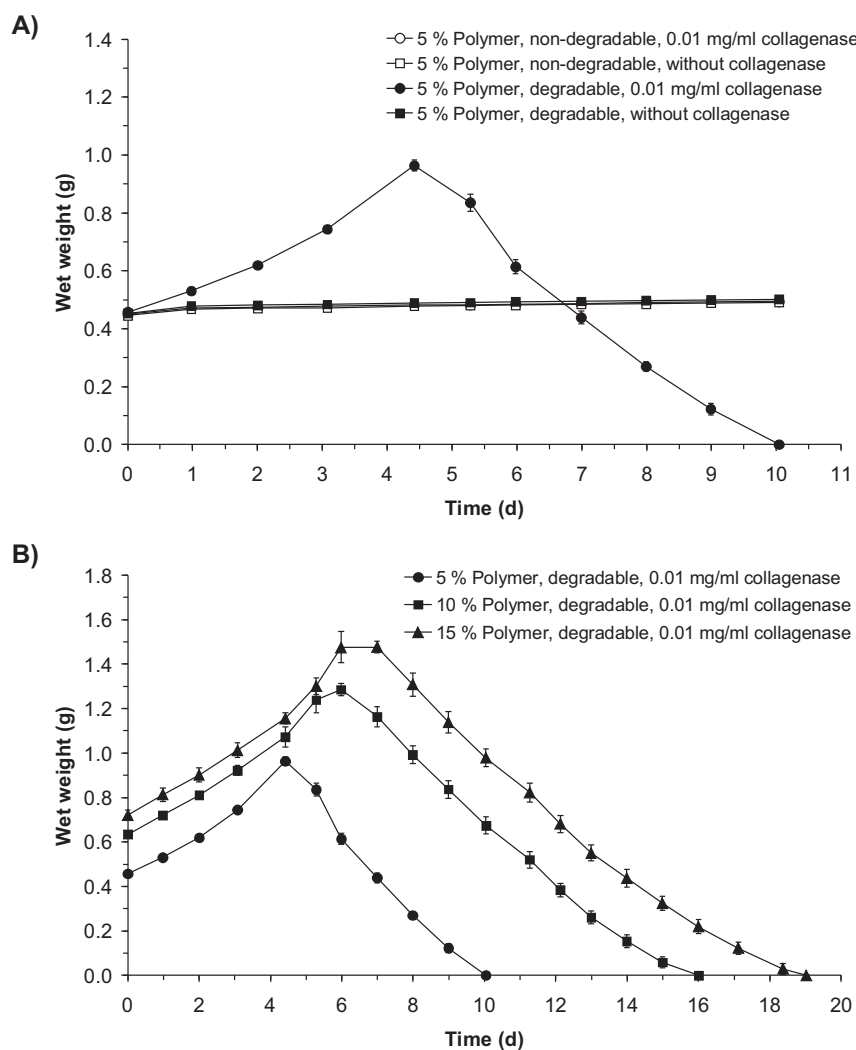 A)
1.4
1.2
1.0
0.8
0.6
0.4
0.2
0.0
Wet weight (g)
5 % Polymer, non-degradable, 0.01 mg/ml collagenase
5 % Polymer, non-degradable, without collagenase
5 % Polymer, degradable, 0.01 mg/ml collagenase
5 % Polymer, degradable, without collagenase
0 1 2 3 4 5 6 7 8 9 10 11
Time (d)
B)
1.8
1.6
1.4
1.2
1.0
0.8
0.6
0.4
0.2
0.0
Wet weight (g)
5 % Polymer, degradable, 0.01 mg/ml collagenase
10 % Polymer, degradable, 0.01 mg/ml collagenase
15 % Polymer, degradable, 0.01 mg/ml collagenase
0 2 4 6 8 10 12 14 16 18 20
Time (d)